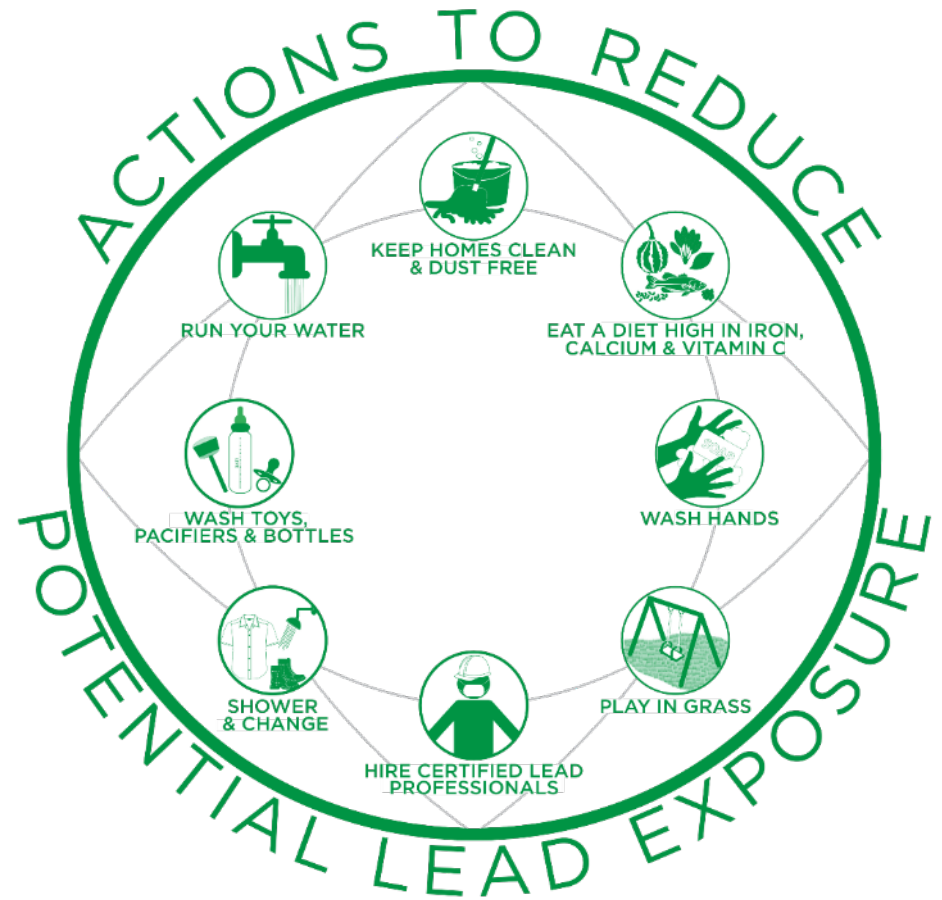 ACTIONS TO REDUCE
POTENTIAL LEAD EXPOSURE
KEEP HOMES CLEAN
& DUST FREE
EAT A DIET HIGH IN IRON,
CALCIUM & VITAMIN C
SOAP
WASH HANDS
PLAY IN GRASS
HIRE CERTIFIED LEAD
PROFESSIONALS
SHOWER
& CHANGE
WASH TOYS,
PACIFIERS & BOTTLES
RUN YOUR WATER